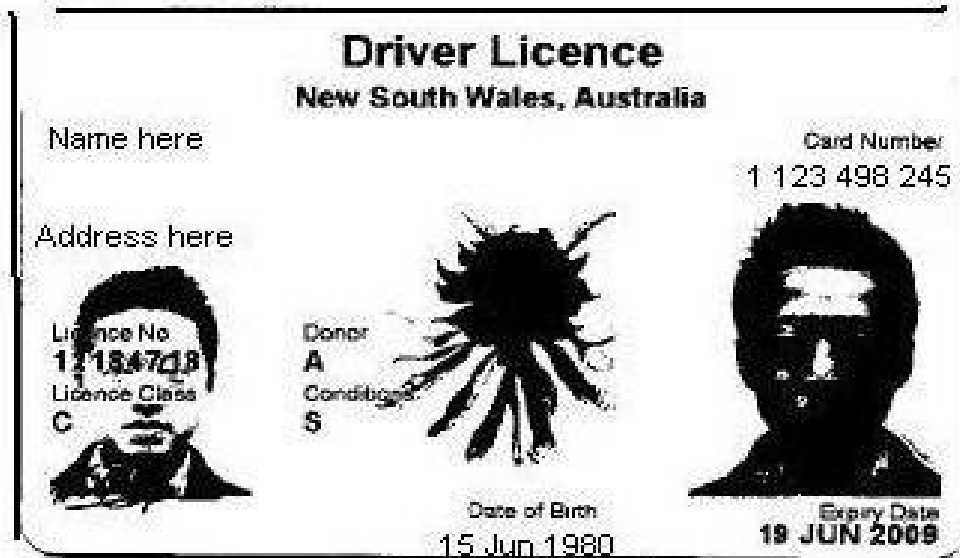 Driver Licence
New South Wales, Australia
Name here
Card Number
1 123 498 245
Address here
Licence No
Donor
A
Licence Class
Conditions
C
S
Date of Birth
15 Jun 1980
Expiry Date
19 JUN 2009